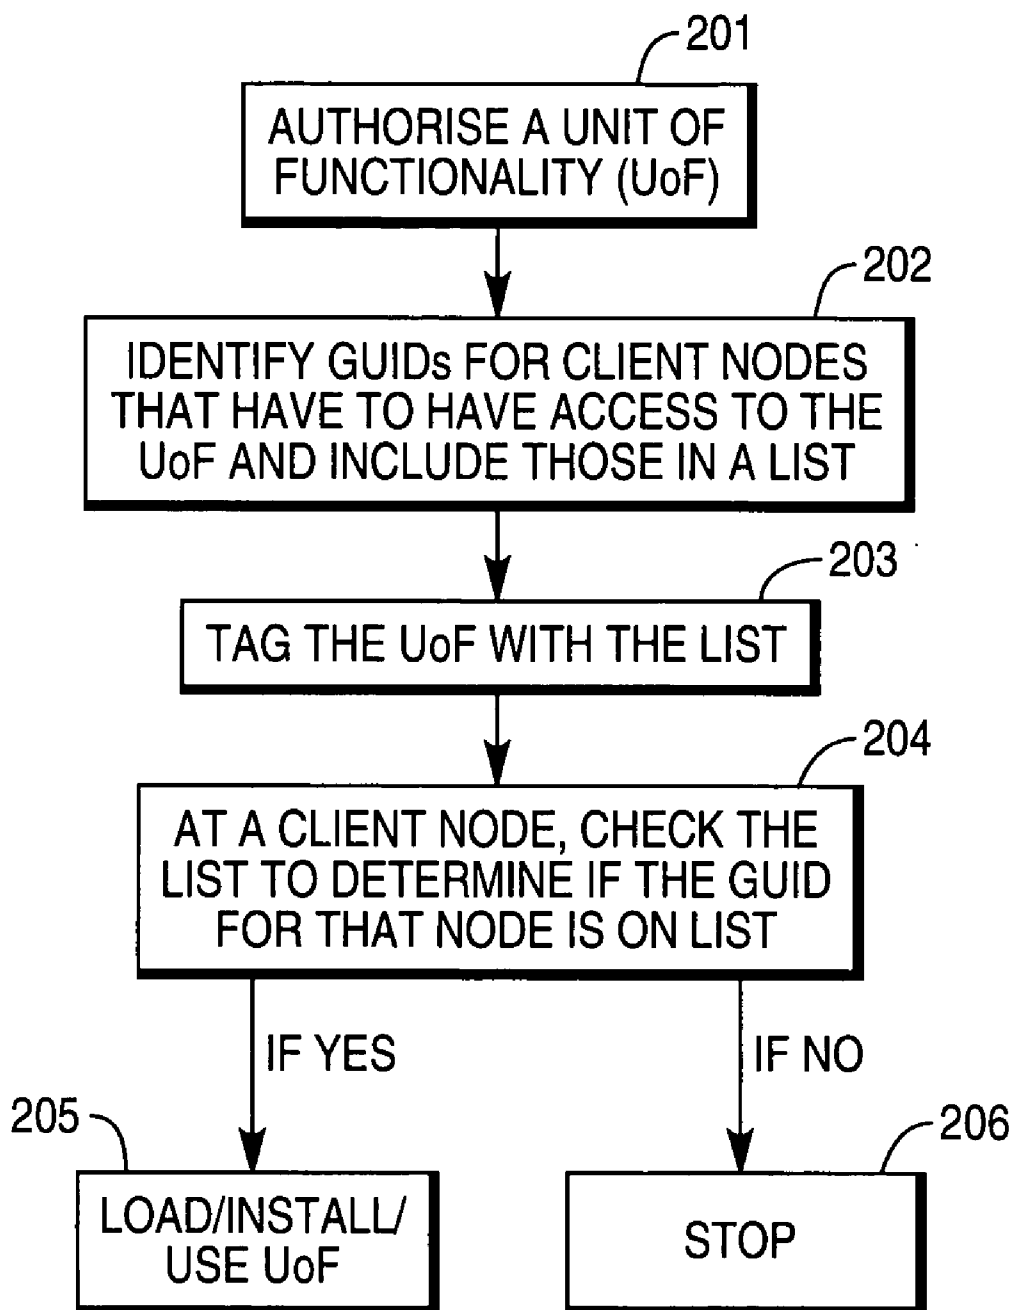 201
AUTHORISE A UNIT OF
FUNCTIONALITY (UoF)
202
IDENTIFY GUIDs FOR CLIENT NODES
THAT HAVE TO HAVE ACCESS TO THE
UoF AND INCLUDE THOSE IN A LIST
203
TAG THE UoF WITH THE LIST
204
AT A CLIENT NODE, CHECK THE
LIST TO DETERMINE IF THE GUID
FOR THAT NODE IS ON LIST
IF YES
IF NO
205
LOAD/INSTALL/
USE UoF
206
STOP